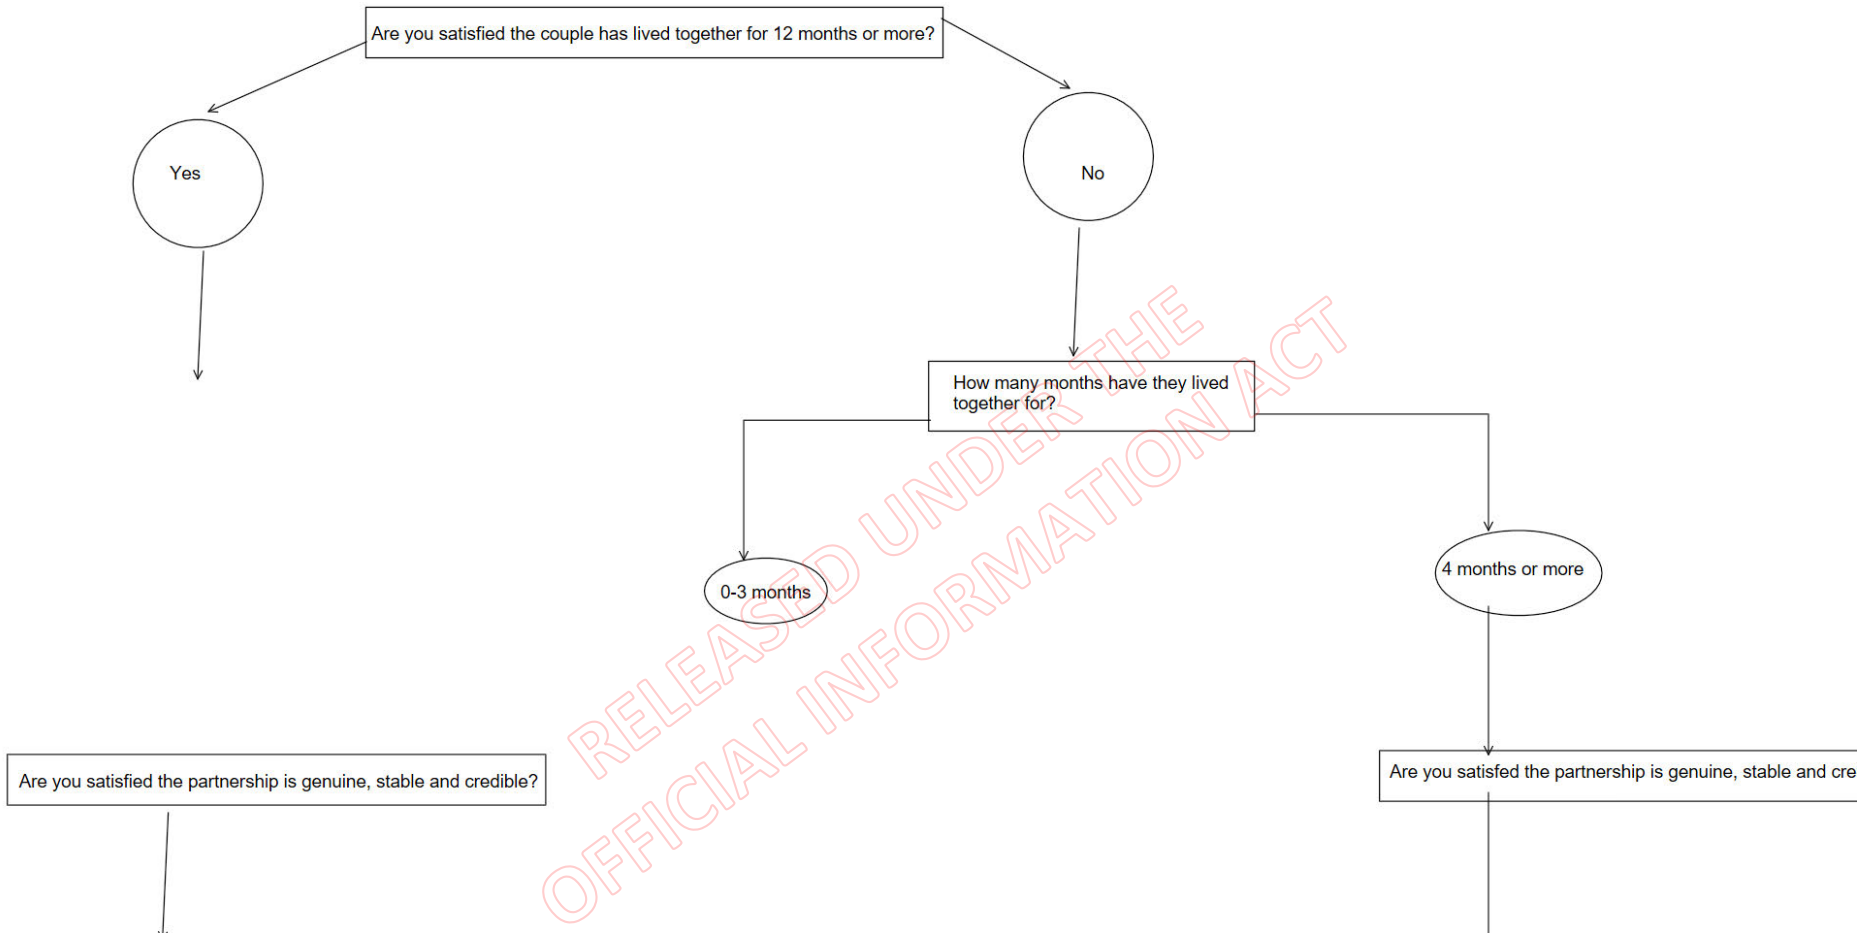 Are you satisfied the couple has lived together for 12 months or more?
Yes
No
How many months have they lived
together for?
0-3 months
4 months or more
Are you satisfied the partnership is genuine, stable and credible?
Are you satisfed the partnership is genuine, stable and cre
RELEASED UNDER THE
OFFICIAL INFORMATION ACT